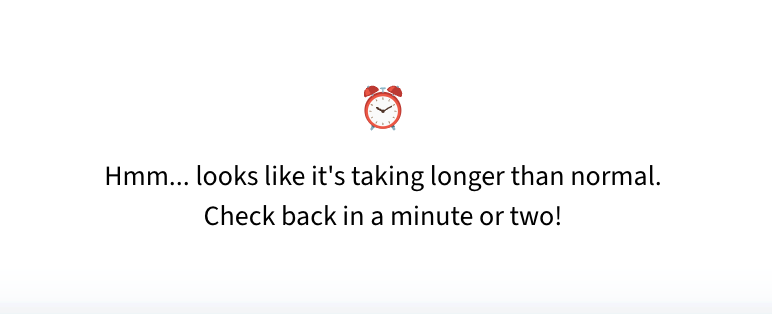 Hmm... looks like it's taking longer than normal.
Check back in a minute or two!